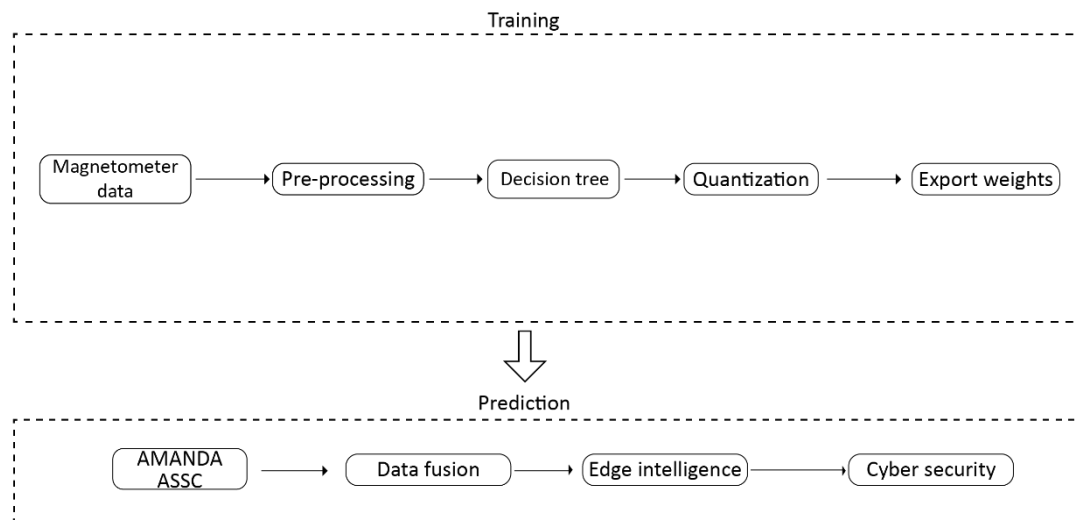 Training
Magnetometer
data
Pre-processing
Decision tree
Quantization
Export weights
Prediction
AMANDA
ASSC
Data fusion
Edge intelligence
Cyber security